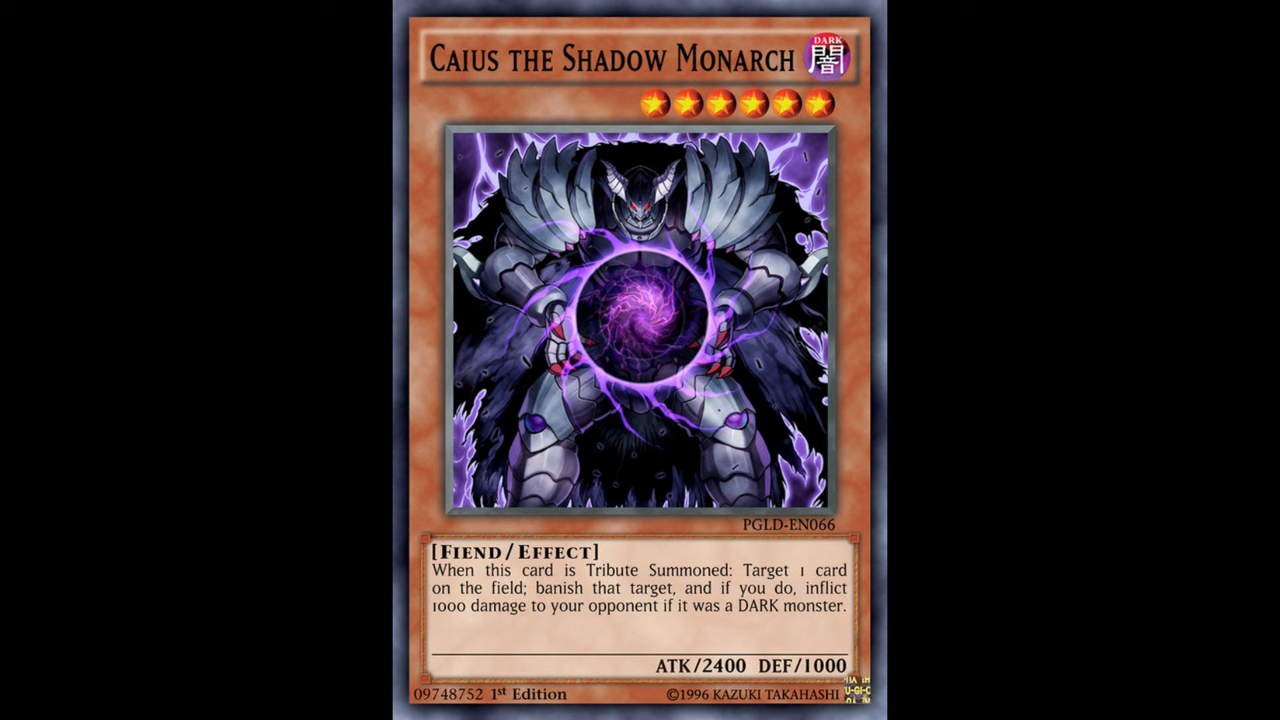 Caius the Shadow Monarch
DARK
闇
PGLD-EN066
[Fiend/Effect]
When this card is Tribute Summoned: Target 1 card
on the field; banish that target, and if you do, inflict
1000 damage to your opponent if it was a DARK monster.
ATK/2400 DEF/1000
09748752 1st Edition
©1996 KAZUKI TAKAHASHI